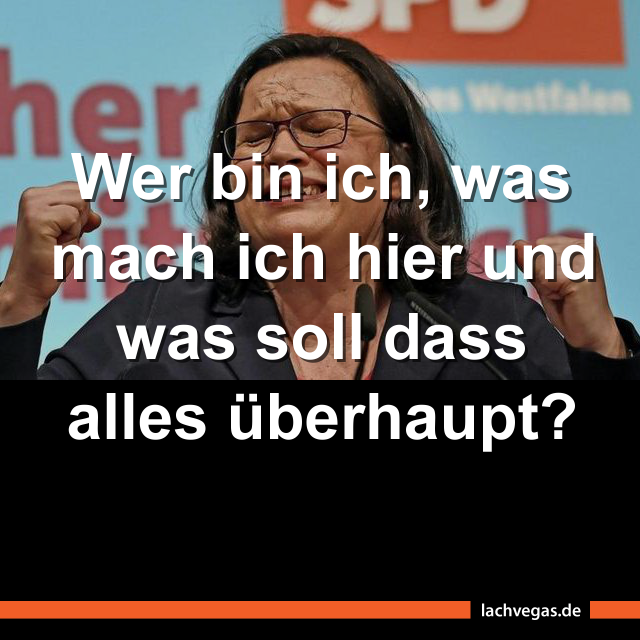 SPD
her
es Westfalen
Wer bin ich, was
mach ich hier und
was soll dass
alles überhaupt?
lachvegas.de